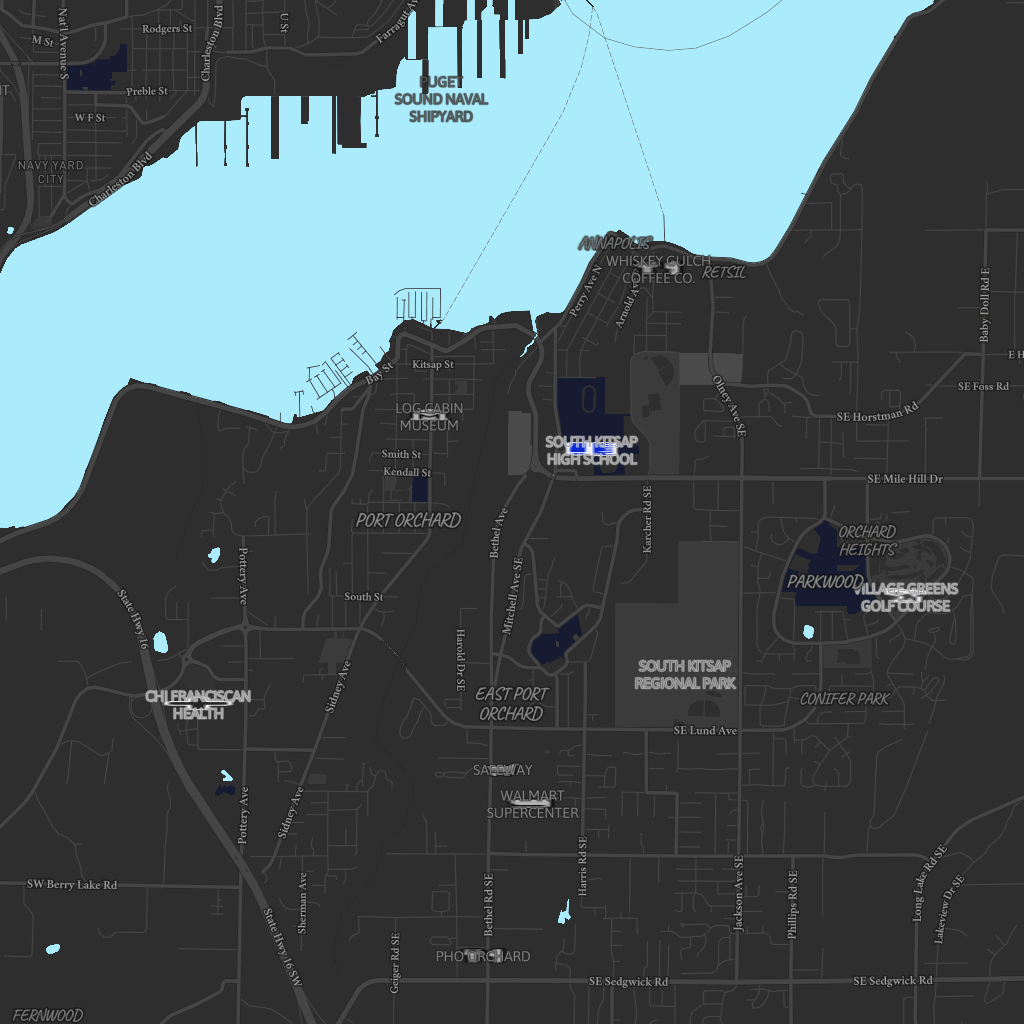 Rodgers St
U St
Charleston Blvd
Nat'l Avenue S
M St
Preble St
W F St
PUGET
SOUND NAVAL
SHIPYARD
NAVY YARD
CITY
Charleston Blvd
ANNAPOLIS
WHISKEY GULCH
COFFEE CO.
RETSIL
Perry Ave N
Arnold Ave
Baby Doll Rd E
Kitsap St
Bay St
Olney Ave SE
SE Foss Rd
SE Horstman Rd
LOG CABIN
MUSEUM
SOUTH KITSAP
HIGH SCHOOL
Smith St
Kendall St
SE Mile Hill Dr
Karcher Rd SE
PORT ORCHARD
Bethel Ave
ORCHARD
HEIGHTS
Pottery Ave
Mitchell Ave SE
PARKWOOD
VILLAGE GREENS
GOLF COURSE
State Hwy 16
South St
Harold Dr SE
Sidney Ave
SOUTH KITSAP
REGIONAL PARK
CHI FRANCISCAN
HEALTH
EAST PORT
ORCHARD
CONIFER PARK
SE Lund Ave
SAFEWAY
WALMART
SUPERCENTER
Pottery Ave
Sidney Ave
Harris Rd SE
SW Berry Lake Rd
Sherman Ave
Bethel Rd SE
Jackson Ave SE
Phillips Rd SE
Long Lake Rd SE
Lakeview Dr SE
State Hwy 16 SW
Geiger Rd SE
PHO ORCHARD
SE Sedgwick Rd
SE Sedgwick Rd
FERNWOOD